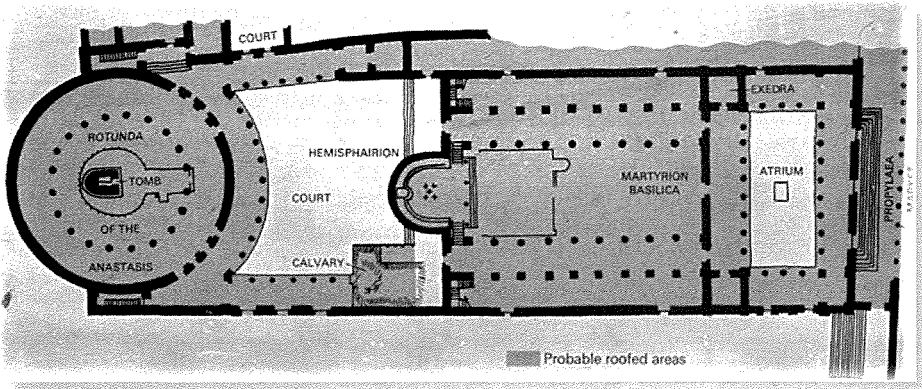 COURT
ROTUNDA
TOMB
OF THE
ANASTASIS
HEMISPHAIRION
COURT
CALVARY
MARTYRION
BASILICA
EXEDRA
ATRIUM
PROPYLAEA
Probable roofed areas